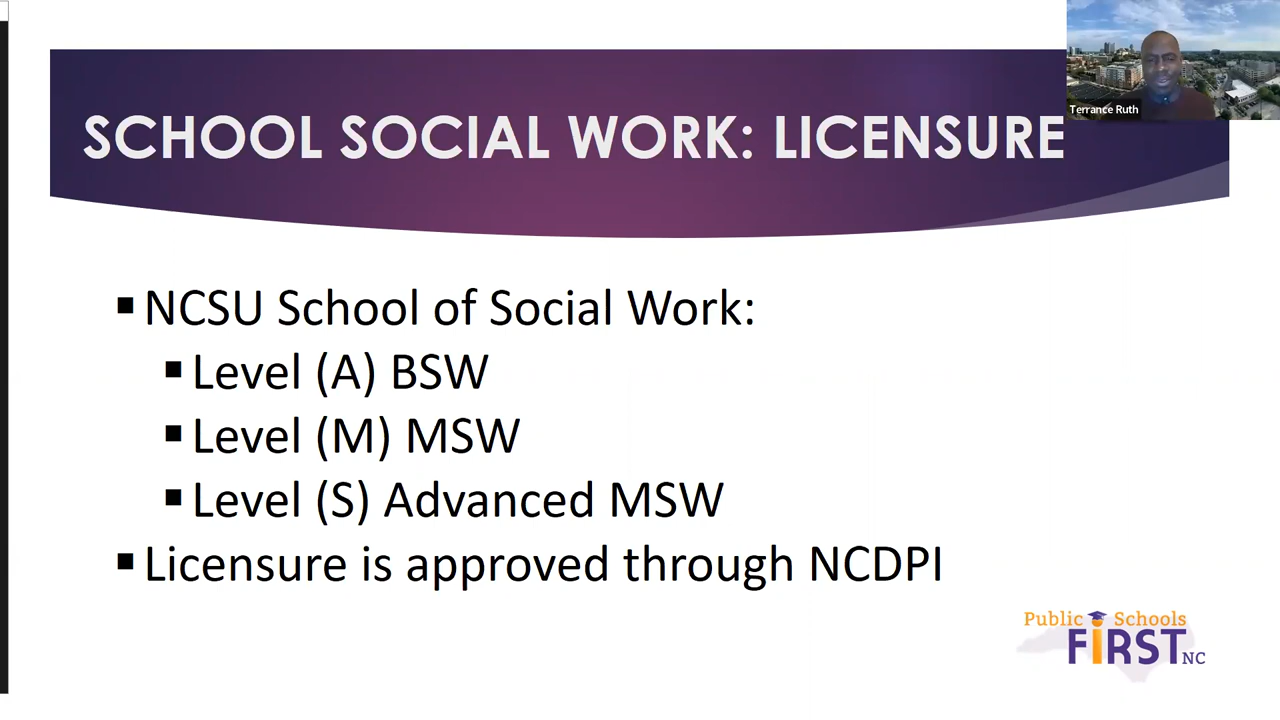 SCHOOL SOCIAL WORK: LICENSURE
Terrance Ruth
NCSU School of Social Work:
Level (A) BSW
Level (M) MSW
Level (S) Advanced MSW
Licensure is approved through NCDPI
Public Schools
FiRST NC